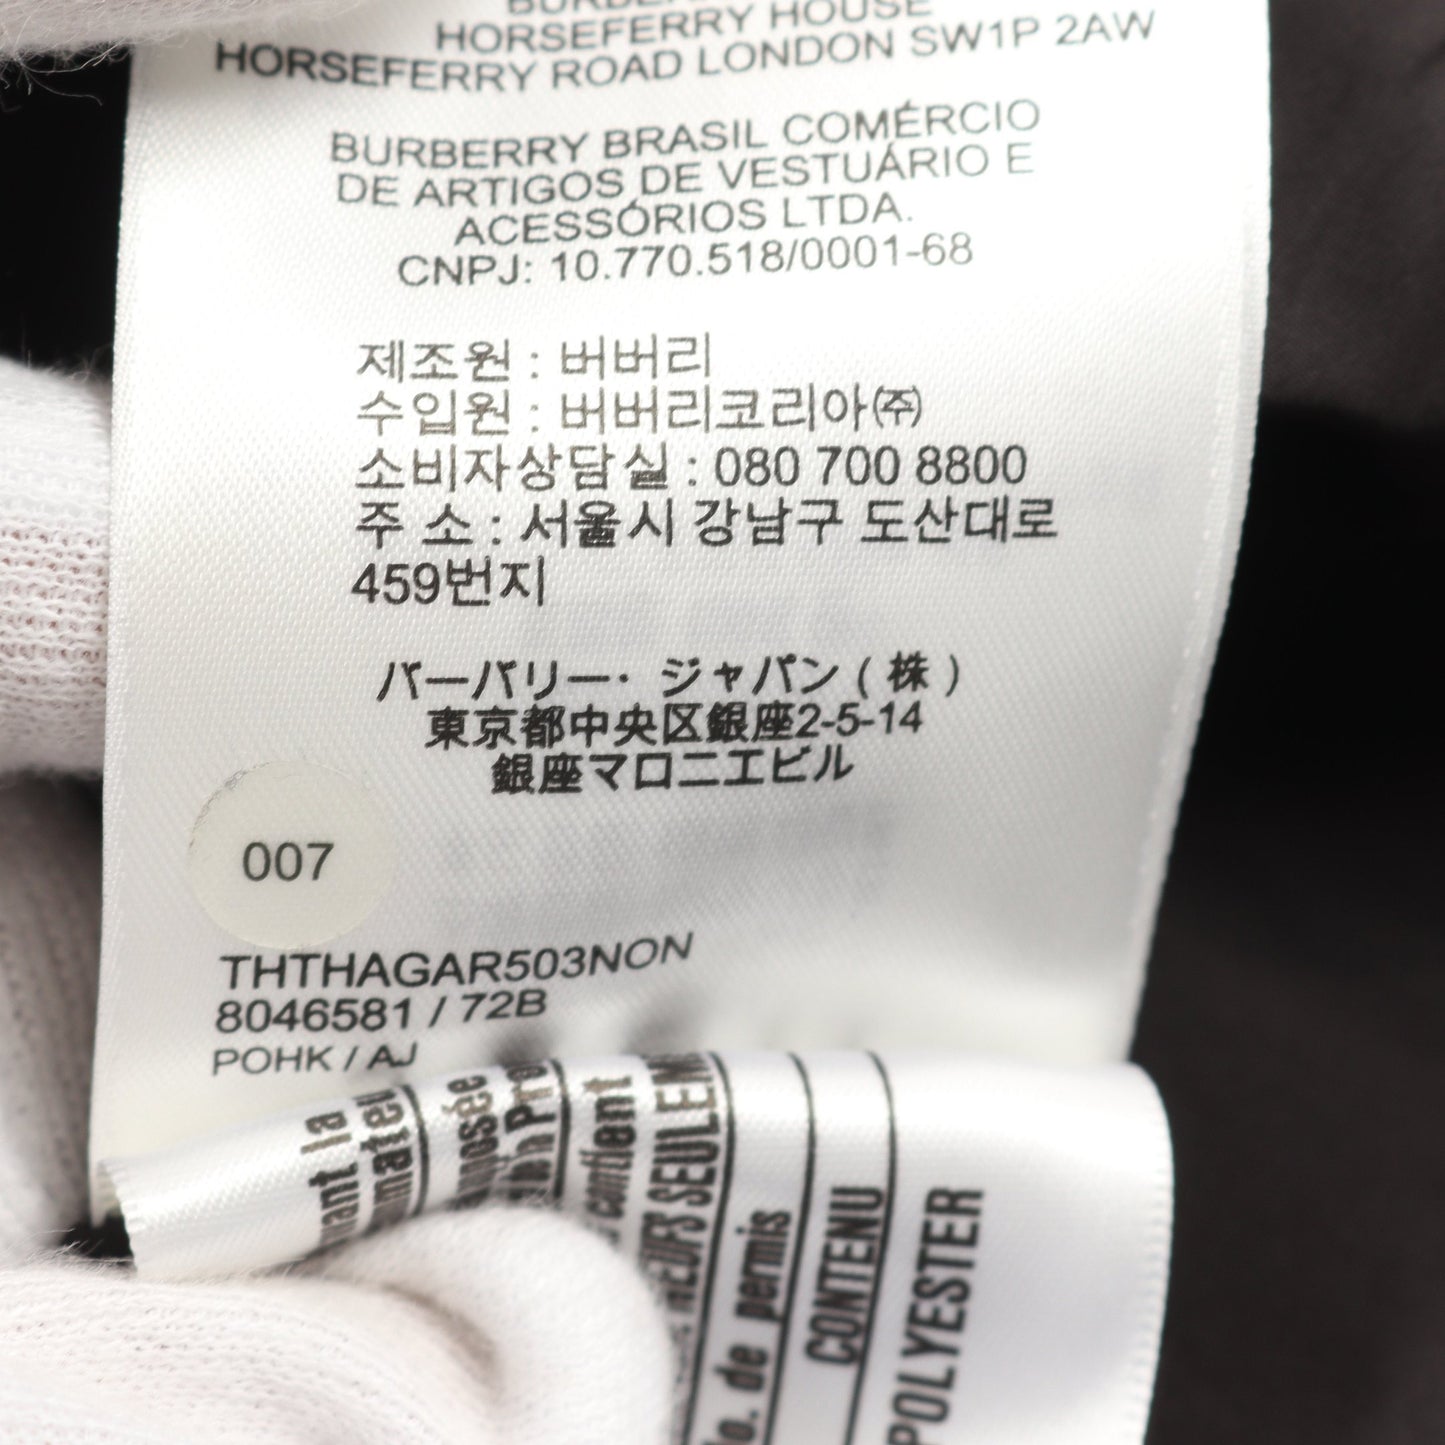 HORSEFERRY HOUSE
HORSEFERRY ROAD LONDON SW1P 2AW
BURBERRY BRASIL COMÉRCIO
DE ARTIGOS DE VESTUÁRIO E
ACESSÓRIOS LTDA.
CNPJ: 10.770.518/0001-68
제조원 : 버버리
수입원 : 버버리코리아㈜
소비자상담실 : 080 700 8800
주 소 : 서울시 강남구 도산대로
459번지
バーバリー・ジャパン ( 株 )
東京都中央区銀座2-5-14
銀座マロニエビル
007
THTHAGAR503NON
8046581 / 72B
POHK / AJ
la
contient
SEULEM
de permis
CONTENU
POLYESTER